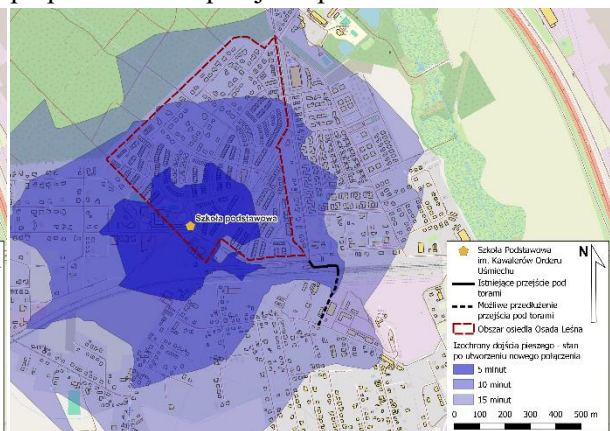 Szkoła podstawowa
Szkoła Podstawowa
im. Kawalerów Orderu
Uśmiechu
N
Istniejące przejście pod
torami
Możliwe przedłużenie
przejścia pod torami
Obszar osiedla Osada Leśna
Izochrony dojścia pieszego - stan
po utworzeniu nowego połączenia
5 minut
10 minut
15 minut
0 100 200 300 400 500 m